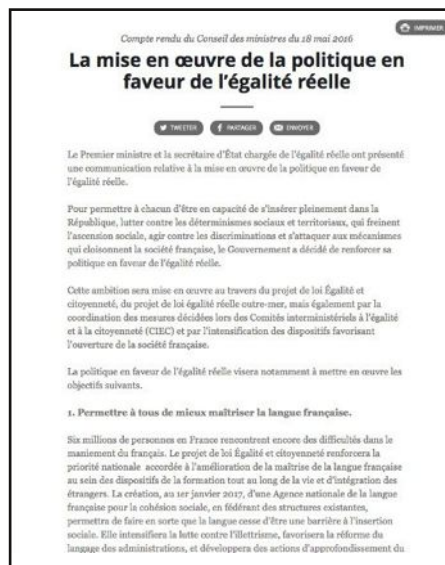 IMPRIMER
Compte rendu du Conseil des ministres du 18 mai 2016
La mise en œuvre de la politique en
faveur de l'égalité réelle
TWEETER PARTAGER ENVOYER
Le Premier ministre et la secrétaire d'État chargée de l'égalité réelle ont présenté
une communication relative à la mise en œuvre de la politique en faveur de
l'égalité réelle.
Pour permettre à chacun d'être en capacité de s'insérer pleinement dans la
République, lutter contre les déterminismes sociaux et territoriaux, qui freinent
l'ascension sociale, agir contre les discriminations et s'attaquer aux mécanismes
qui cloisonnent la société française, le Gouvernement a décidé de renforcer sa
politique en faveur de l'égalité réelle.
Cette ambition sera mise en œuvre au travers du projet de loi Égalité et
citoyenneté, du projet de loi égalité réelle outre-mer, mais également par la
coordination des mesures décidées lors des Comités interministériels à l'égalité
et à la citoyenneté (CIEC) et par l'intensification des dispositifs favorisant
l'ouverture de la société française.
La politique en faveur de l'égalité réelle visera notamment à mettre en œuvre les
objectifs suivants.
1. Permettre à tous de mieux maîtriser la langue française.
Six millions de personnes en France rencontrent encore des difficultés dans le
maniement du français. Le projet de loi Égalité et citoyenneté renforcera la
priorité nationale accordée à l'amélioration de la maîtrise de la langue française
au sein des dispositifs de la formation tout au long de la vie et d'intégration des
étrangers. La création, au 1er janvier 2017, d'une Agence nationale de la langue
française pour la cohésion sociale, en fédérant des structures existantes,
permettra de faire en sorte que la langue cesse d'être une barrière à l'insertion
sociale. Elle intensifiera la lutte contre l'illettrisme, favorisera la réforme du
langage des administrations, et développera des actions d'approfondissement du